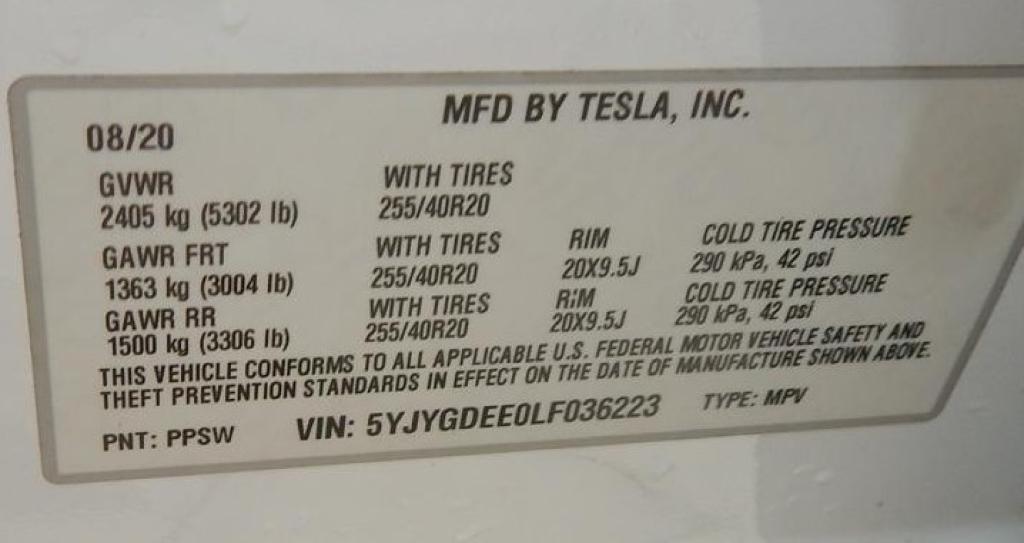 MFD BY TESLA, INC.
08/20
GVWR WITH TIRES
2405 kg (5302 lb) 255/40R20
GAWR FRT WITH TIRES RIM COLD TIRE PRESSURE
1363 kg (3004 lb) 255/40R20 20X9.5J 290 kPa, 42 psi
GAWR RR WITH TIRES RIM COLD TIRE PRESSURE
1500 kg (3306 lb) 255/40R20 20X9.5J 290 kPa, 42 psi
THIS VEHICLE CONFORMS TO ALL APPLICABLE U.S. FEDERAL MOTOR VEHICLE SAFETY AND
THEFT PREVENTION STANDARDS IN EFFECT ON THE DATE OF MANUFACTURE SHOWN ABOVE.
PNT: PPSW VIN: 5YJYGDEE0LF036223 TYPE: MPV